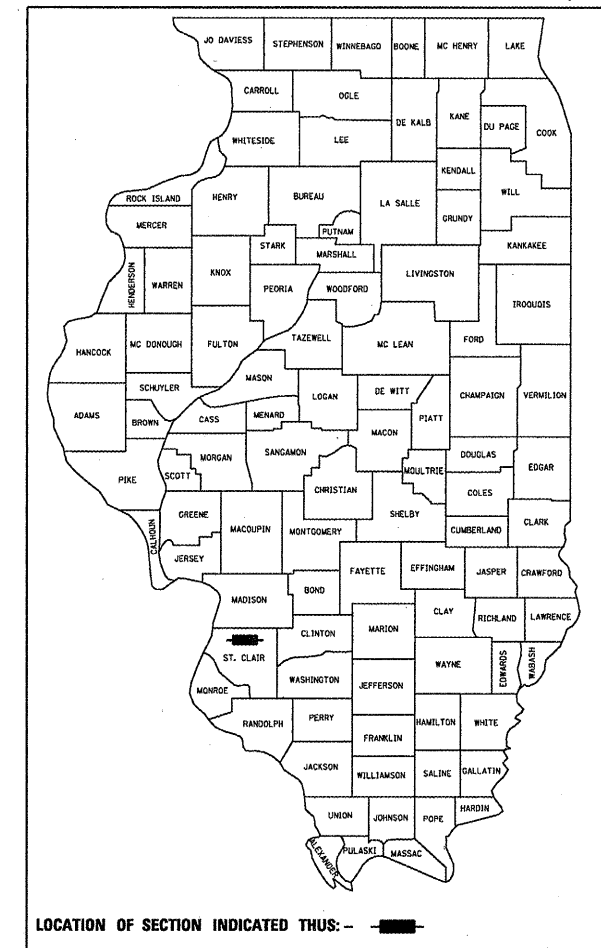 JO DAVIESS STEPHENSON WINNEBAGO BOONE MC HENRY LAKE
CARROLL OGLE DE KALB KANE DU PAGE COOK
WHITESIDE LEE
KENDALL WILL
ROCK ISLAND HENRY BUREAU LA SALLE GRUNDY
MERCER PUTNAM
STARK MARSHALL KANKAKEE
HENDERSON WARREN KNOX PEORIA WOODFORD LIVINGSTON IROQUOIS
HANCOCK MC DONOUGH FULTON TAZEWELL MC LEAN FORD
SCHUYLER MASON
ADAMS BROWN CASS MENARD LOGAN DE WITT PIATT CHAMPAIGN VERMILION
MACON
PIKE SCOTT MORGAN SANGAMON MOULTRIE DOUGLAS EDGAR
CHRISTIAN COLES
CALHOUN GREENE MACOUPIN MONTGOMERY SHELBY CUMBERLAND CLARK
JERSEY
FAYETTE EFFINGHAM JASPER CRAWFORD
MADISON BOND
CLAY RICHLAND LAWRENCE
CLINTON MARION
ST. CLAIR WAYNE EDWARDS WABASH
WASHINGTON JEFFERSON
MONROE
RANDOLPH PERRY HAMILTON WHITE
FRANKLIN
JACKSON WILLIAMSON SALINE GALLATIN
UNION JOHNSON POPE HARDIN
ALEXANDER PULASKI MASSAC
LOCATION OF SECTION INDICATED THUS: -